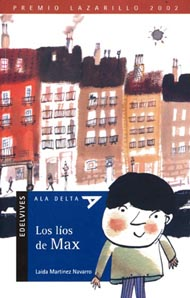 PREMIO LAZARILLO 2002
ALA DELTA
EDELVIVES
Los líos
de Max
Laida Martínez Navarro